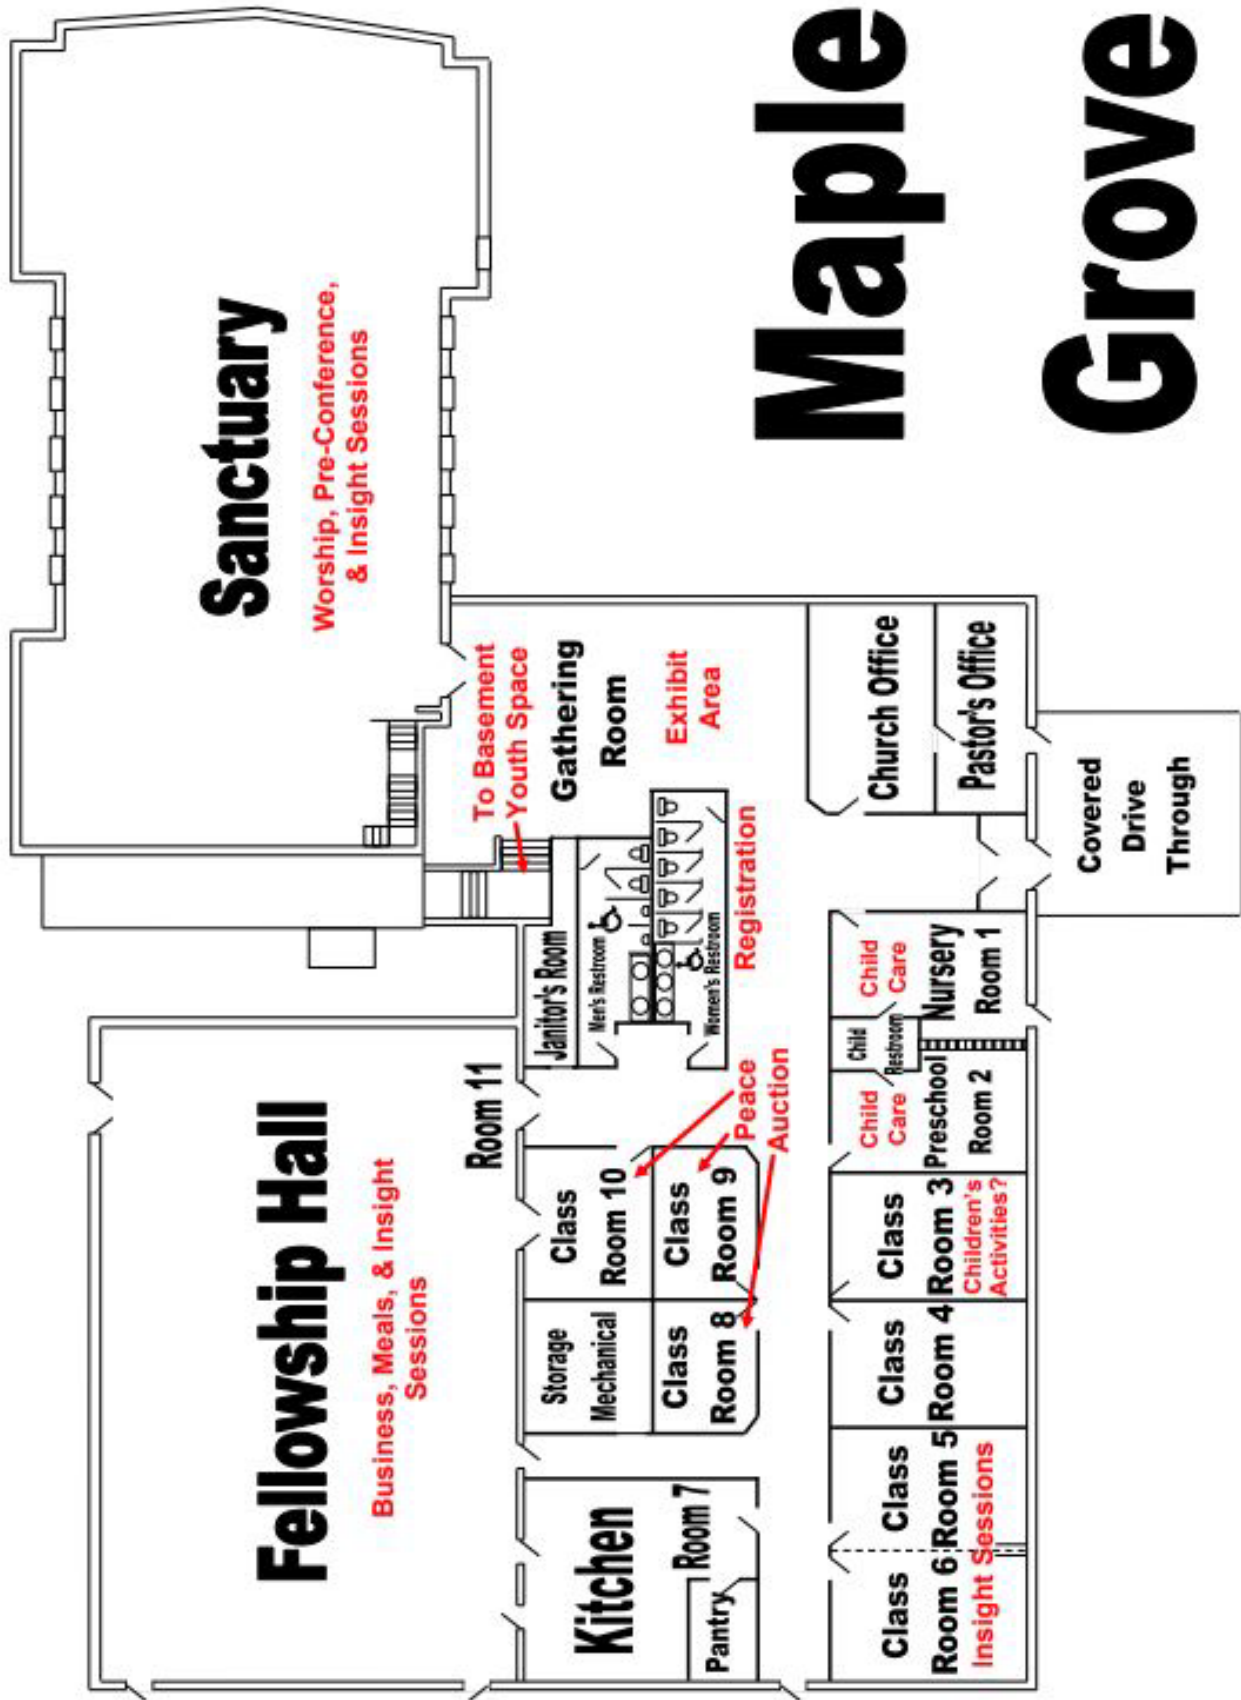 Maple
Grove
Sanctuary
Worship, Pre-Conference,
& Insight Sessions
To Basement
Youth Space
Gathering
Room
Exhibit
Area
Church Office
Pastor's Office
Covered
Drive
Through
Janitor's Room
Men's Restroom
Women's Restroom
Registration
Child
Care
Nursery
Room 1
Child
Restroom
Child
Care
Preschool
Room 2
Fellowship Hall
Business, Meals, & Insight
Sessions
Room 11
Class
Room 10
Class
Room 9
Peace
Auction
Storage
Mechanical
Class
Room 8
Class
Room 3
Children's
Activities?
Class
Room 4
Class
Room 5
Class
Room 6
Insight Sessions
Kitchen
Room 7
Pantry